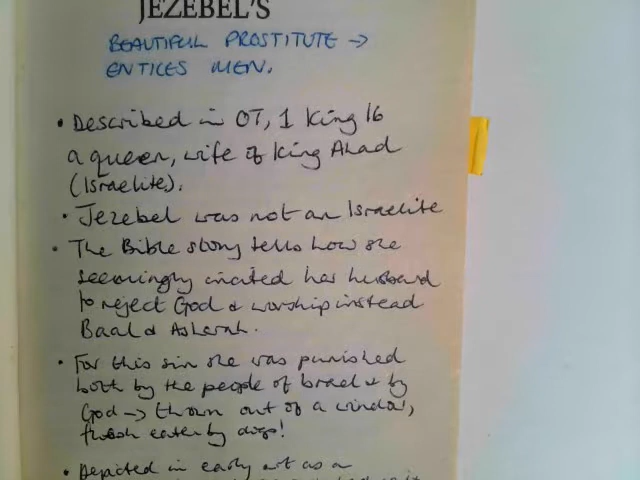 JEZEBEL'S
BEAUTIFUL PROSTITUTE →
ENTICES MEN.
• Described in OT, 1 King 16
a queen, wife of King Ahad
(Israelite).
• Jezebel was not an Israelite
• The Bible story tells how she
seemingly incited her husband
to reject God & worship instead
Baal & Asherah.
• For this sin she was punished
both by the people of Israel & by
God → thrown out of a window,
flesh eaten by dogs!
• Depicted in early art as a